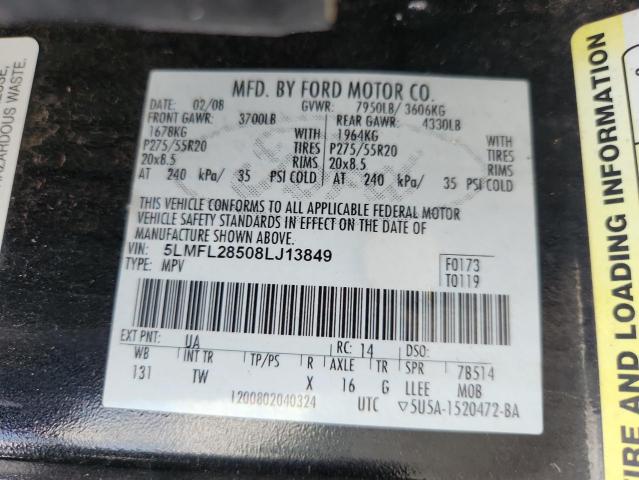 MFD. BY FORD MOTOR CO.
DATE: 02/08 GVWR: 7950LB/ 3606KG
FRONT GAWR: 3700LB REAR GAWR: 4330LB
1678KG 1964KG
P275/55R20 TIRES P275/55R20 TIRES
20x8.5 RIMS 20x8.5 RIMS
AT 240 kPa/ 35 PSI COLD AT 240 kPa/ 35 PSI COLD
THIS VEHICLE CONFORMS TO ALL APPLICABLE FEDERAL MOTOR
VEHICLE SAFETY STANDARDS IN EFFECT ON THE DATE OF
MANUFACTURE SHOWN ABOVE.
VIN: 5LMFL28508LJ13849
TYPE: MPV
F0173
T0119
EXT PNT: UA RC: 14 DSO:
WB INT TR TP/PS R AXLE TR SPR 7B514
131 TW X 16 G LLEE MOB
1200802040324 UTC ▽5U5A-1520472-BA
AZARDOUS WASTE.
TIRE AND LOADING INFORMATION